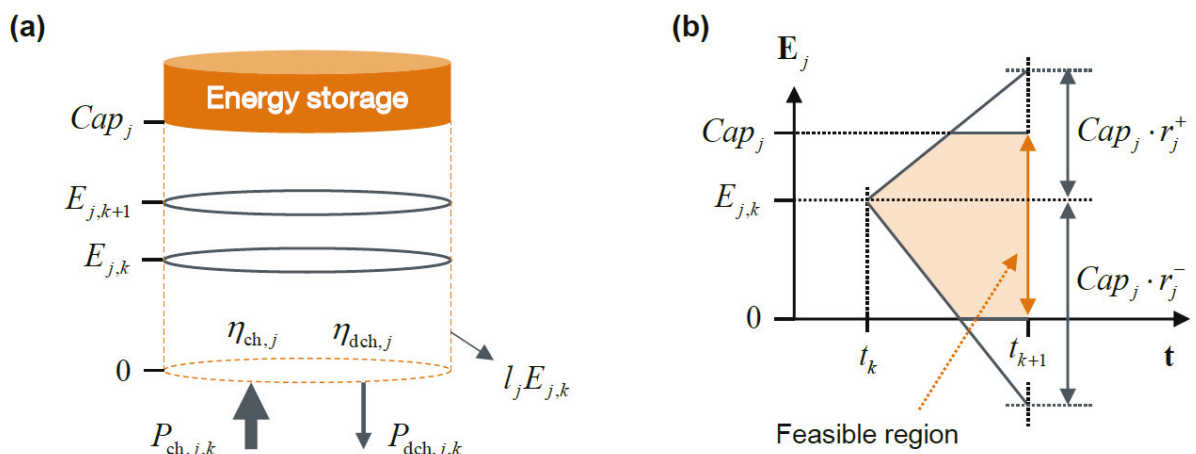 (a)
Energy storage
Cap_j
E_{j,k+1}
E_{j,k}
0
η_{ch,j}
η_{dch,j}
l_j E_{j,k}
P_{ch,j,k}
P_{dch,j,k}
(b)
E_j
Cap_j
E_{j,k}
0
Cap_j · r_j^+
Cap_j · r_j^-
t_k
t_{k+1}
t
Feasible region